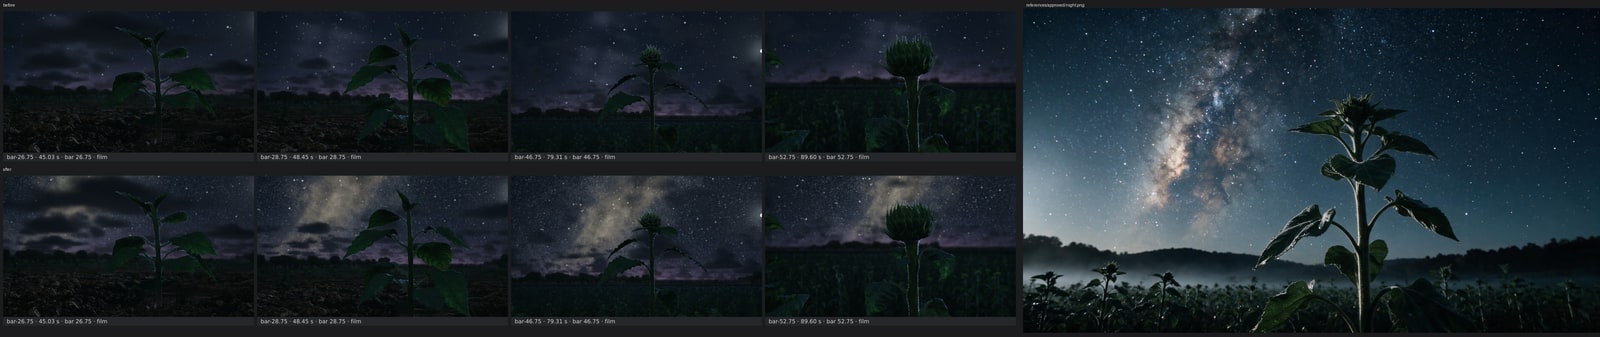 before
bar-26.75 · 45.03 s · bar 26.75 · film
bar-28.75 · 48.45 s · bar 28.75 · film
bar-46.75 · 79.31 s · bar 46.75 · film
bar-52.75 · 89.60 s · bar 52.75 · film
after
bar-26.75 · 45.03 s · bar 26.75 · film
bar-28.75 · 48.45 s · bar 28.75 · film
bar-46.75 · 79.31 s · bar 46.75 · film
bar-52.75 · 89.60 s · bar 52.75 · film
references/approved/night.png